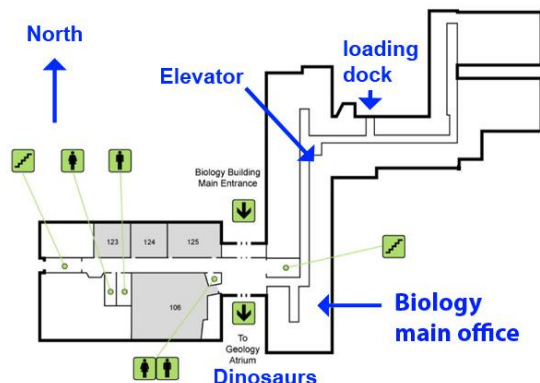 North
loading
dock
Elevator
Biology Building
Main Entrance
123
124
125
106
Biology
main office
To
Geology
Atrium
Dinosaurs